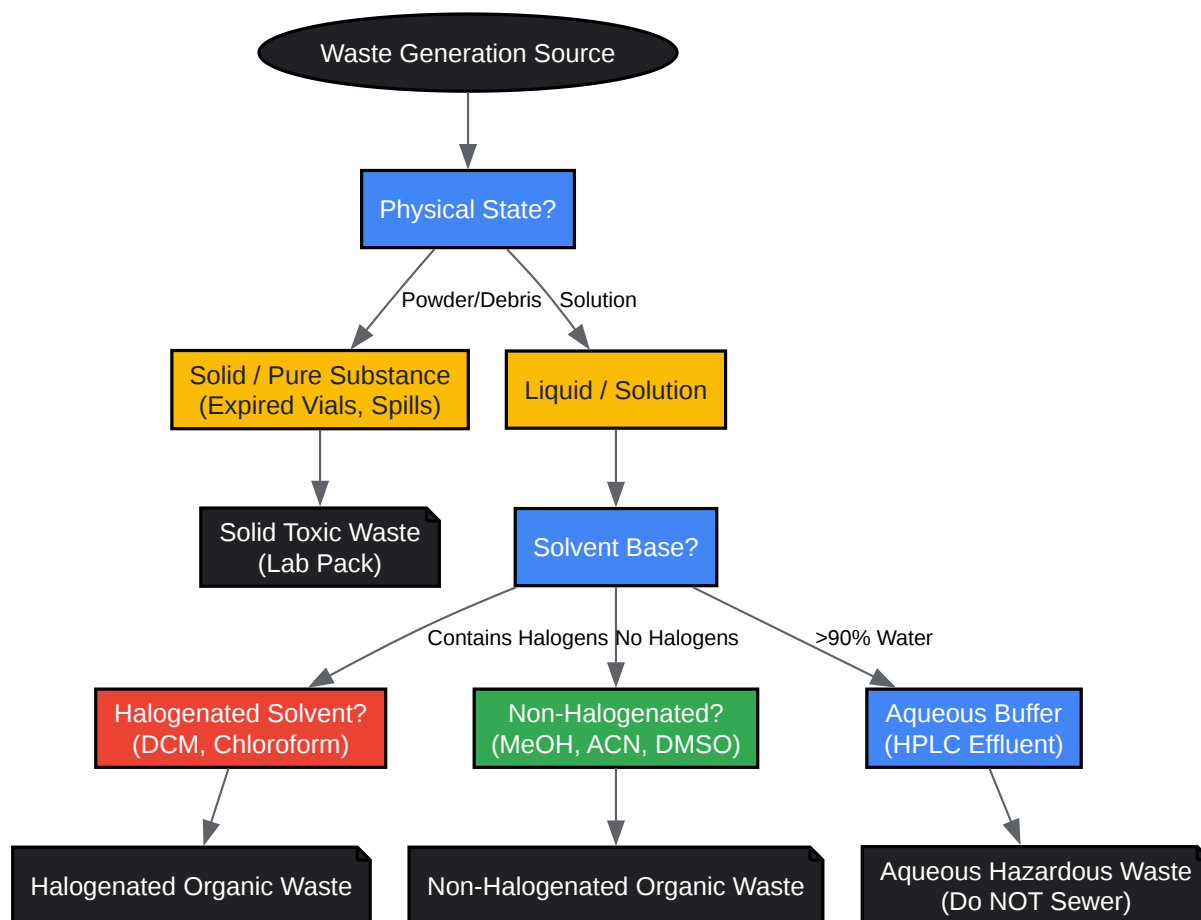 Waste Generation Source
Physical State?
Powder/Debris
Solution
Solid / Pure Substance
(Expired Vials, Spills)
Liquid / Solution
Solid Toxic Waste
(Lab Pack)
Solvent Base?
Contains Halogens
No Halogens
>90% Water
Halogenated Solvent?
(DCM, Chloroform)
Non-Halogenated?
(MeOH, ACN, DMSO)
Aqueous Buffer
(HPLC Effluent)
Halogenated Organic Waste
Non-Halogenated Organic Waste
Aqueous Hazardous Waste
(Do NOT Sewer)